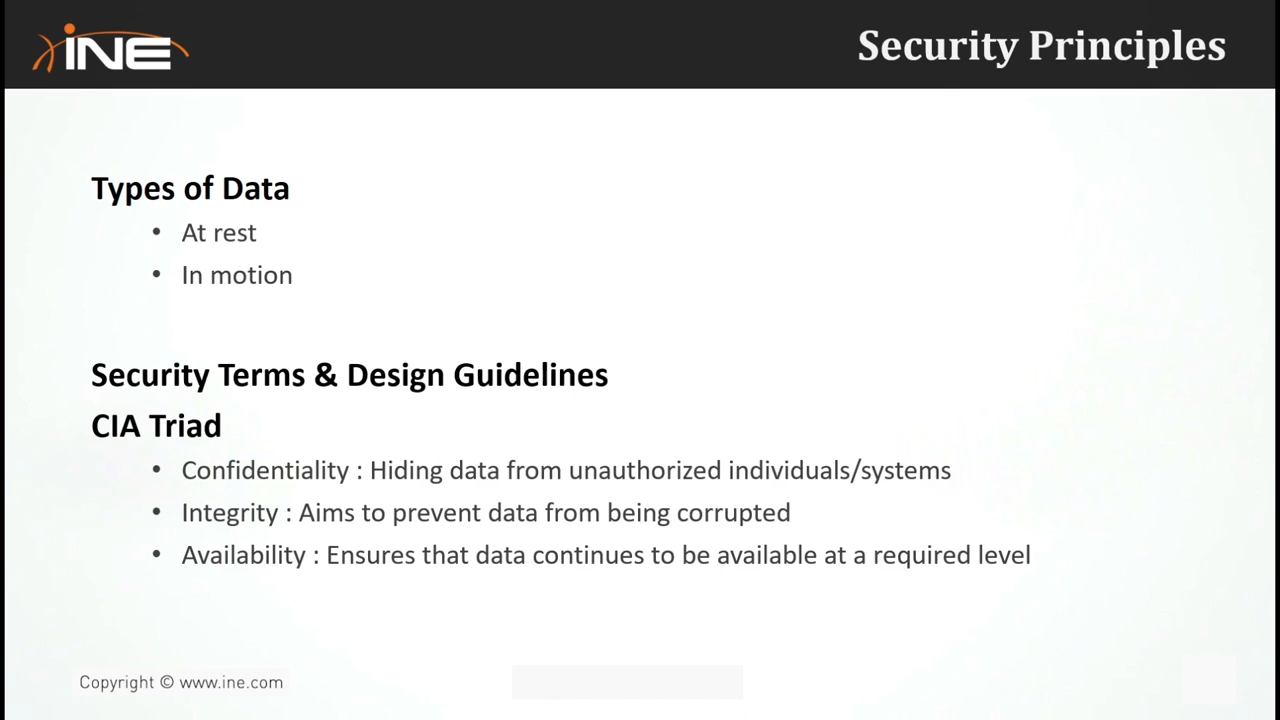 INE
Security Principles
Types of Data
• At rest
• In motion
Security Terms & Design Guidelines
CIA Triad
• Confidentiality : Hiding data from unauthorized individuals/systems
• Integrity : Aims to prevent data from being corrupted
• Availability : Ensures that data continues to be available at a required level
Copyright © www.ine.com